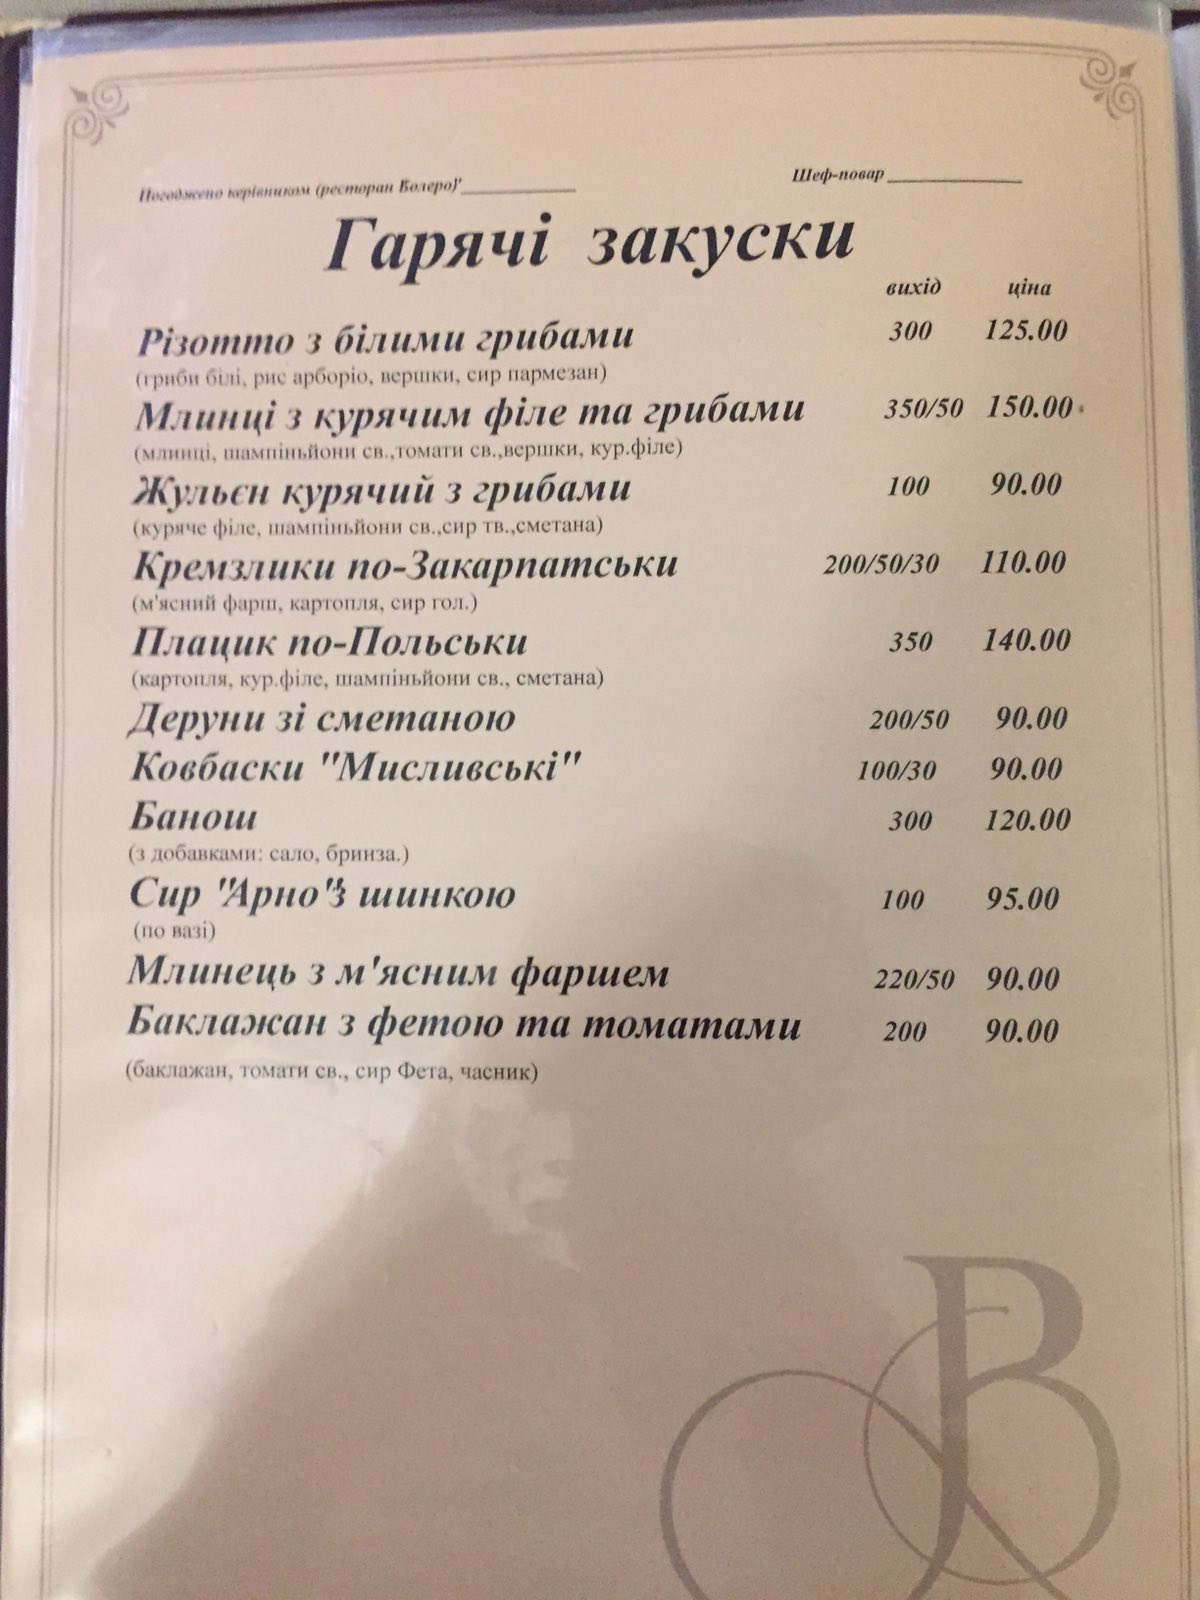 Погоджено керівником (ресторан Болеро)'____________ Шеф-повар ____________
Гарячі закуски
вихід ціна
Різотто з білими грибами 300 125.00
(гриби білі, рис арборіо, вершки, сир пармезан)
Млинці з курячим філе та грибами 350/50 150.00
(млинці, шампіньйони св.,томати св.,вершки, кур.філе)
Жульєн курячий з грибами 100 90.00
(куряче філе, шампіньйони св.,сир тв.,сметана)
Кремзлики по-Закарпатськи 200/50/30 110.00
(м'ясний фарш, картопля, сир гол.)
Плацик по-Польськи 350 140.00
(картопля, кур.філе, шампіньйони св., сметана)
Деруни зі сметаною 200/50 90.00
Ковбаски "Мисливські" 100/30 90.00
Банош 300 120.00
(з добавками: сало, бринза.)
Сир "Арно"з шинкою 100 95.00
(по вазі)
Млинець з м'ясним фаршем 220/50 90.00
Баклажан з фетою та томатами 200 90.00
(баклажан, томати св., сир Фета, часник)
B